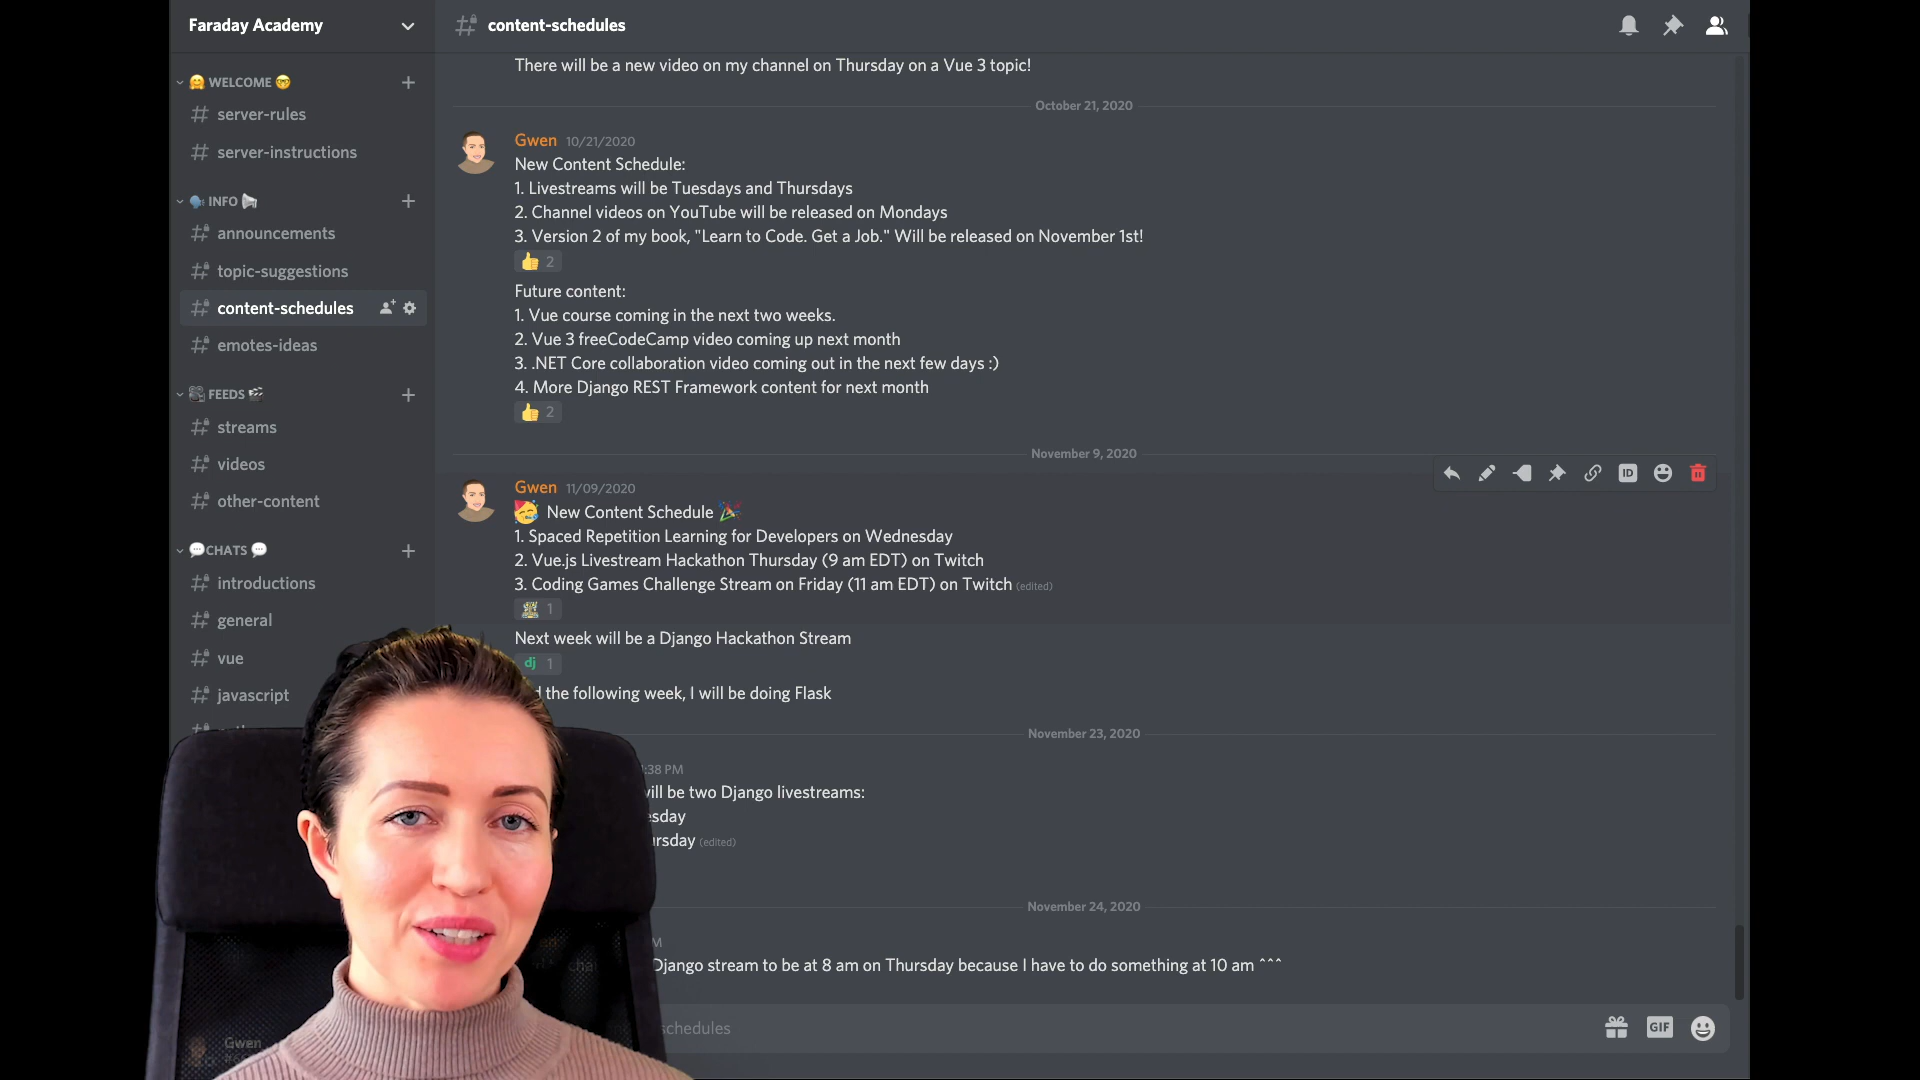 Faraday Academy
WELCOME
server-rules
server-instructions
INFO
announcements
topic-suggestions
content-schedules
emotes-ideas
FEEDS
streams
videos
other-content
CHATS
introductions
general
vue
javascript
Gwen
content-schedules
There will be a new video on my channel on Thursday on a Vue 3 topic!
October 21, 2020
Gwen 10/21/2020
New Content Schedule:
1. Livestreams will be Tuesdays and Thursdays
2. Channel videos on YouTube will be released on Mondays
3. Version 2 of my book, "Learn to Code. Get a Job." Will be released on November 1st!
2
Future content:
1. Vue course coming in the next two weeks.
2. Vue 3 freeCodeCamp video coming up next month
3. .NET Core collaboration video coming out in the next few days :)
4. More Django REST Framework content for next month
2
November 9, 2020
ID
Gwen 11/09/2020
New Content Schedule
1. Spaced Repetition Learning for Developers on Wednesday
2. Vue.js Livestream Hackathon Thursday (9 am EDT) on Twitch
3. Coding Games Challenge Stream on Friday (11 am EDT) on Twitch (edited)
1
Next week will be a Django Hackathon Stream
dj 1
the following week, I will be doing Flask
November 23, 2020
:38 PM
will be two Django livestreams:
(edited)
November 24, 2020
Django stream to be at 8 am on Thursday because I have to do something at 10 am ^^^
schedules
GIF